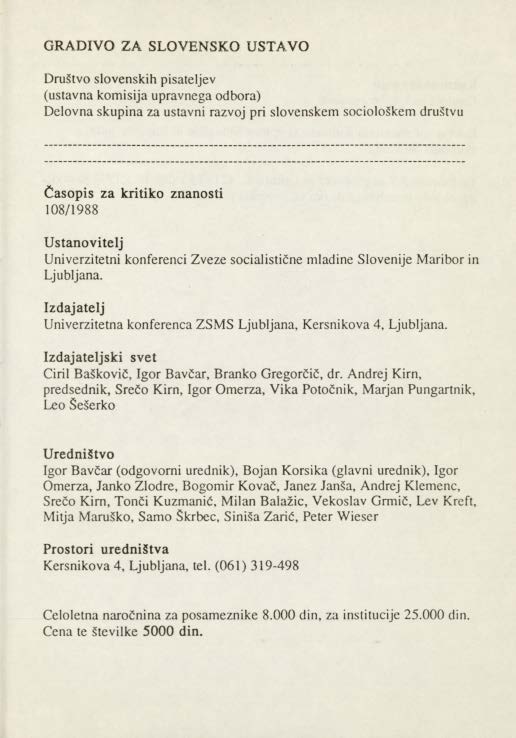 GRADIVO ZA SLOVENSKO USTAVO
Društvo slovenskih pisateljev
(ustavna komisija upravnega odbora)
Delovna skupina za ustavni razvoj pri slovenskem sociološkem društvu
Časopis za kritiko znanosti
108/1988
Ustanovitelj
Univerzitetni konferenci Zveze socialistične mladine Slovenije Maribor in
Ljubljana.
Izdajatelj
Univerzitetna konferenca ZSMS Ljubljana, Kersnikova 4, Ljubljana.
Izdajateljski svet
Ciril Baškovič, Igor Bavčar, Branko Gregorčič, dr. Andrej Kirn,
predsednik, Srečo Kirn, Igor Omerza, Vika Potočnik, Marjan Pungartnik,
Leo Šešerko
Uredništvo
Igor Bavčar (odgovorni urednik), Bojan Korsika (glavni urednik), Igor
Omerza, Janko Zlodre, Bogomir Kovač, Janez Janša, Andrej Klemenc,
Srečo Kirn, Tonči Kuzmanić, Milan Balažic, Vekoslav Grmič, Lev Kreft,
Mitja Maruško, Samo Škrbec, Siniša Zarić, Peter Wieser
Prostori uredništva
Kersnikova 4, Ljubljana, tel. (061) 319-498
Celoletna naročnina za posameznike 8.000 din, za institucije 25.000 din.
Cena te številke 5000 din.